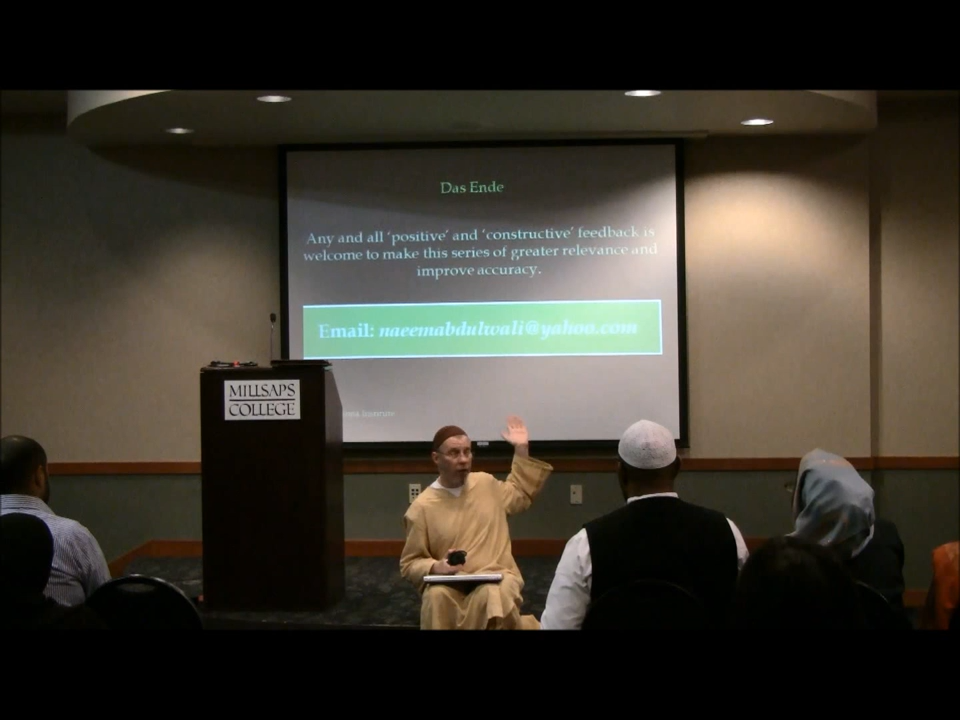 Das Ende
Any and all ‘positive’ and ‘constructive’ feedback is
welcome to make this series of greater relevance and
improve accuracy.
Email: naeemabdulwali@yahoo.com
MILLSAPS
COLLEGE
Institute